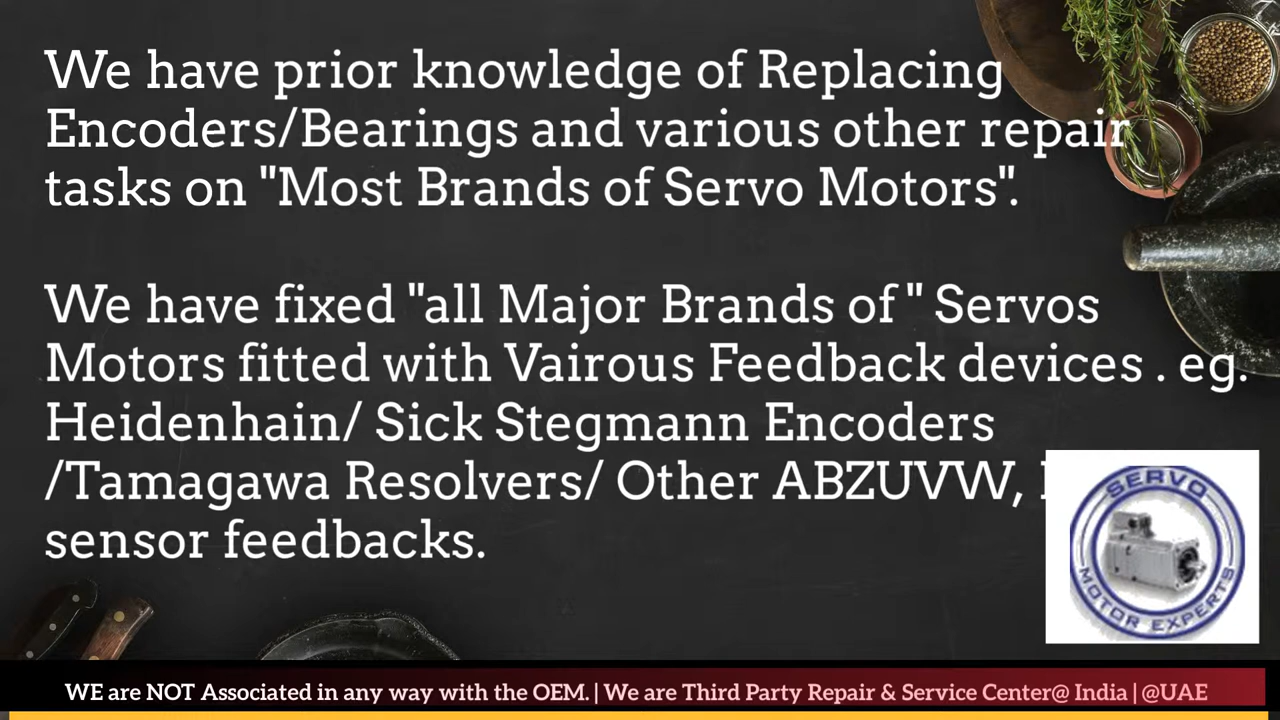 We have prior knowledge of Replacing
Encoders/Bearings and various other repair
tasks on "Most Brands of Servo Motors".
We have fixed "all Major Brands of " Servos
Motors fitted with Vairous Feedback devices . eg.
Heidenhain/ Sick Stegmann Encoders
/Tamagawa Resolvers/ Other ABZUVW,
sensor feedbacks.
SERVO
MOTOR EXPERTS
WE are NOT Associated in any way with the OEM. | We are Third Party Repair & Service Center@ India | @UAE